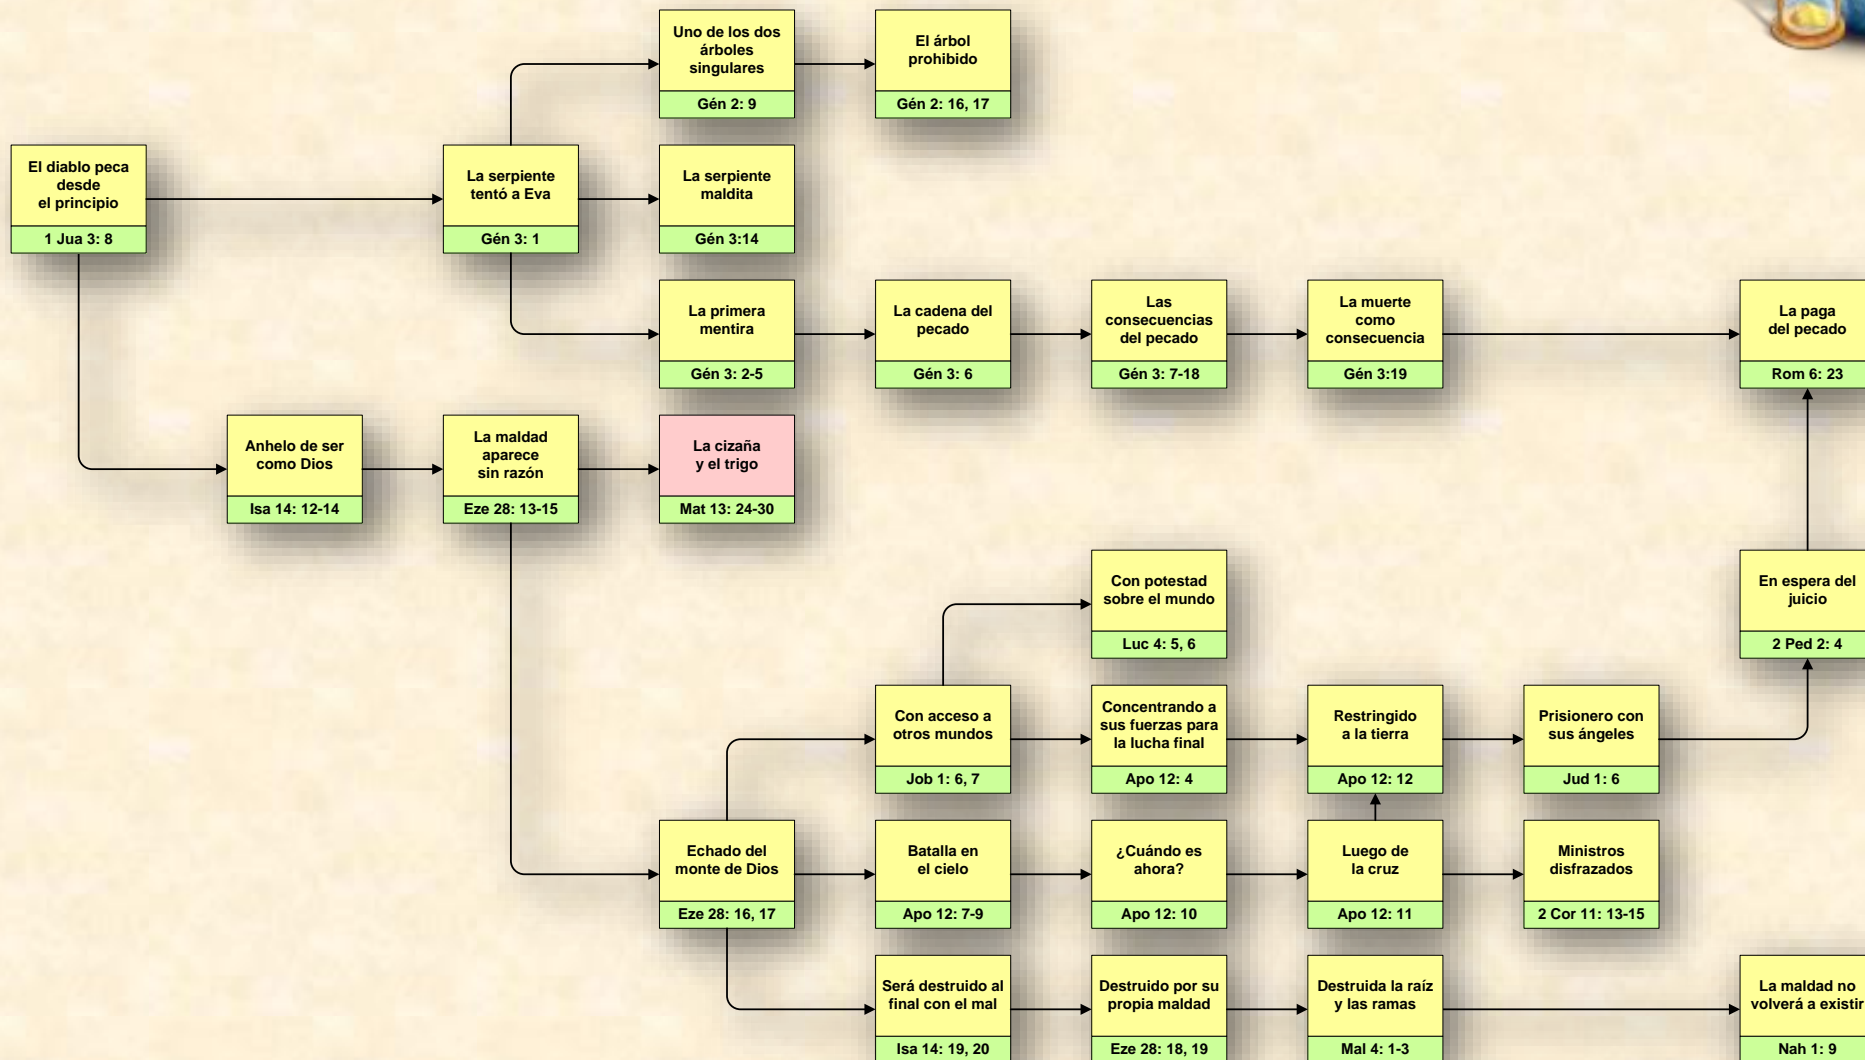 Uno de los dos
árboles
singulares
Gén 2: 9
El árbol
prohibido
Gén 2: 16, 17
El diablo peca
desde
el principio
1 Jua 3: 8
La serpiente
tentó a Eva
Gén 3: 1
La serpiente
maldita
Gén 3:14
La primera
mentira
Gén 3: 2-5
La cadena del
pecado
Gén 3: 6
Las
consecuencias
del pecado
Gén 3: 7-18
La muerte
como
consecuencia
Gén 3:19
La paga
del pecado
Rom 6: 23
Anhelo de ser
como Dios
Isa 14: 12-14
La maldad
aparece
sin razón
Eze 28: 13-15
La cizaña
y el trigo
Mat 13: 24-30
Con potestad
sobre el mundo
Luc 4: 5, 6
En espera del
juicio
2 Ped 2: 4
Con acceso a
otros mundos
Job 1: 6, 7
Concentrando a
sus fuerzas para
la lucha final
Apo 12: 4
Restringido
a la tierra
Apo 12: 12
Prisionero con
sus ángeles
Jud 1: 6
Echado del
monte de Dios
Eze 28: 16, 17
Batalla en
el cielo
Apo 12: 7-9
¿Cuándo es
ahora?
Apo 12: 10
Luego de
la cruz
Apo 12: 11
Ministros
disfrazados
2 Cor 11: 13-15
Será destruido al
final con el mal
Isa 14: 19, 20
Destruido por su
propia maldad
Eze 28: 18, 19
Destruida la raíz
y las ramas
Mal 4: 1-3
La maldad no
volverá a existir
Nah 1: 9